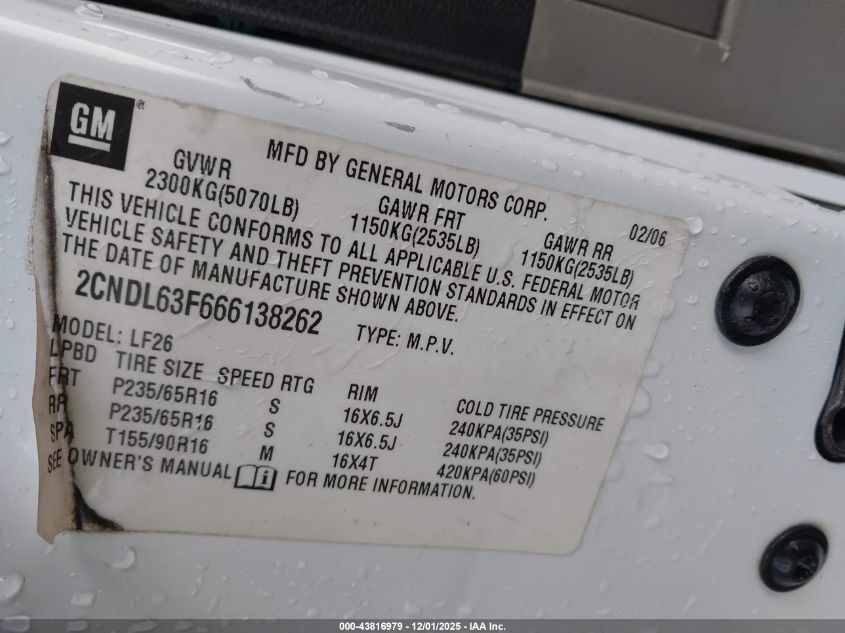 GM ®
MFD BY GENERAL MOTORS CORP. 02/06
GVWR GAWR FRT GAWR RR
2300KG(5070LB) 1150KG(2535LB) 1150KG(2535LB)
THIS VEHICLE CONFORMS TO ALL APPLICABLE U.S. FEDERAL MOTOR
VEHICLE SAFETY AND THEFT PREVENTION STANDARDS IN EFFECT ON
THE DATE OF MANUFACTURE SHOWN ABOVE.
2CNDL63F666138262 TYPE: M.P.V.
MODEL: LF26
LPBD TIRE SIZE SPEED RTG RIM COLD TIRE PRESSURE
FRT P235/65R16 S 16X6.5J 240KPA(35PSI)
RR P235/65R16 S 16X6.5J 240KPA(35PSI)
SPA T155/90R16 M 16X4T 420KPA(60PSI)
SEE OWNER'S MANUAL i FOR MORE INFORMATION.
000-43816979 - 12/01/2025 - IAA Inc.